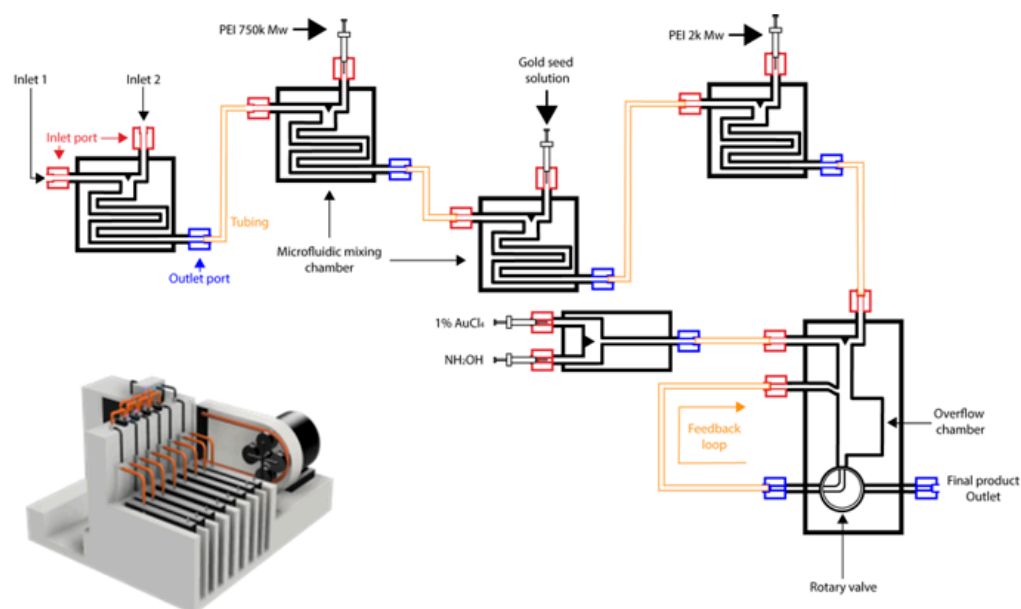 PEI 750k Mw
PEI 2k Mw
Gold seed
solution
Inlet 1
Inlet 2
Inlet port
Tubing
Microfluidic mixing
chamber
Outlet port
1% AuCl₄
NH₂OH
Overflow
chamber
Feedback
loop
Final product
Outlet
Rotary valve